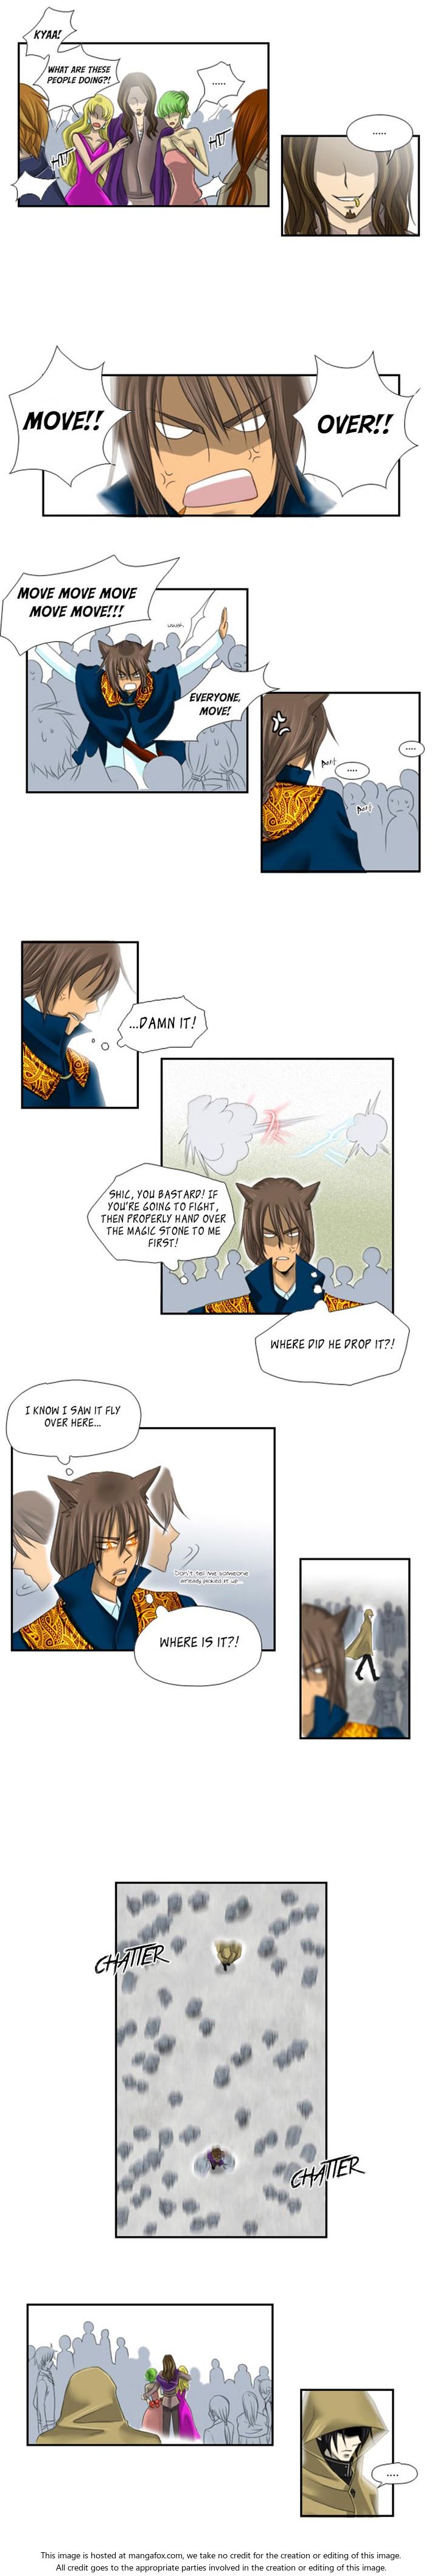 KYAA!
WHAT ARE THESE
PEOPLE DOING?!
.....
HIT
HIT
.....
MOVE!!
OVER!!
MOVE MOVE MOVE
MOVE MOVE!!!
EVERYONE,
MOVE!
....
....
...DAMN IT!
SHIC, YOU BASTARD! IF
YOU'RE GOING TO FIGHT,
THEN PROPERLY HAND OVER
THE MAGIC STONE TO ME
FIRST!
WHERE DID HE DROP IT?!
I KNOW I SAW IT FLY
OVER HERE...
Don't tell me someone
already picked it up...
WHERE IS IT?!
CHATTER
CHATTER
....
This image is hosted at mangafox.com, we take no credit for the creation or editing of this image.
All credit goes to the appropriate parties involved in the creation or editing of this image.